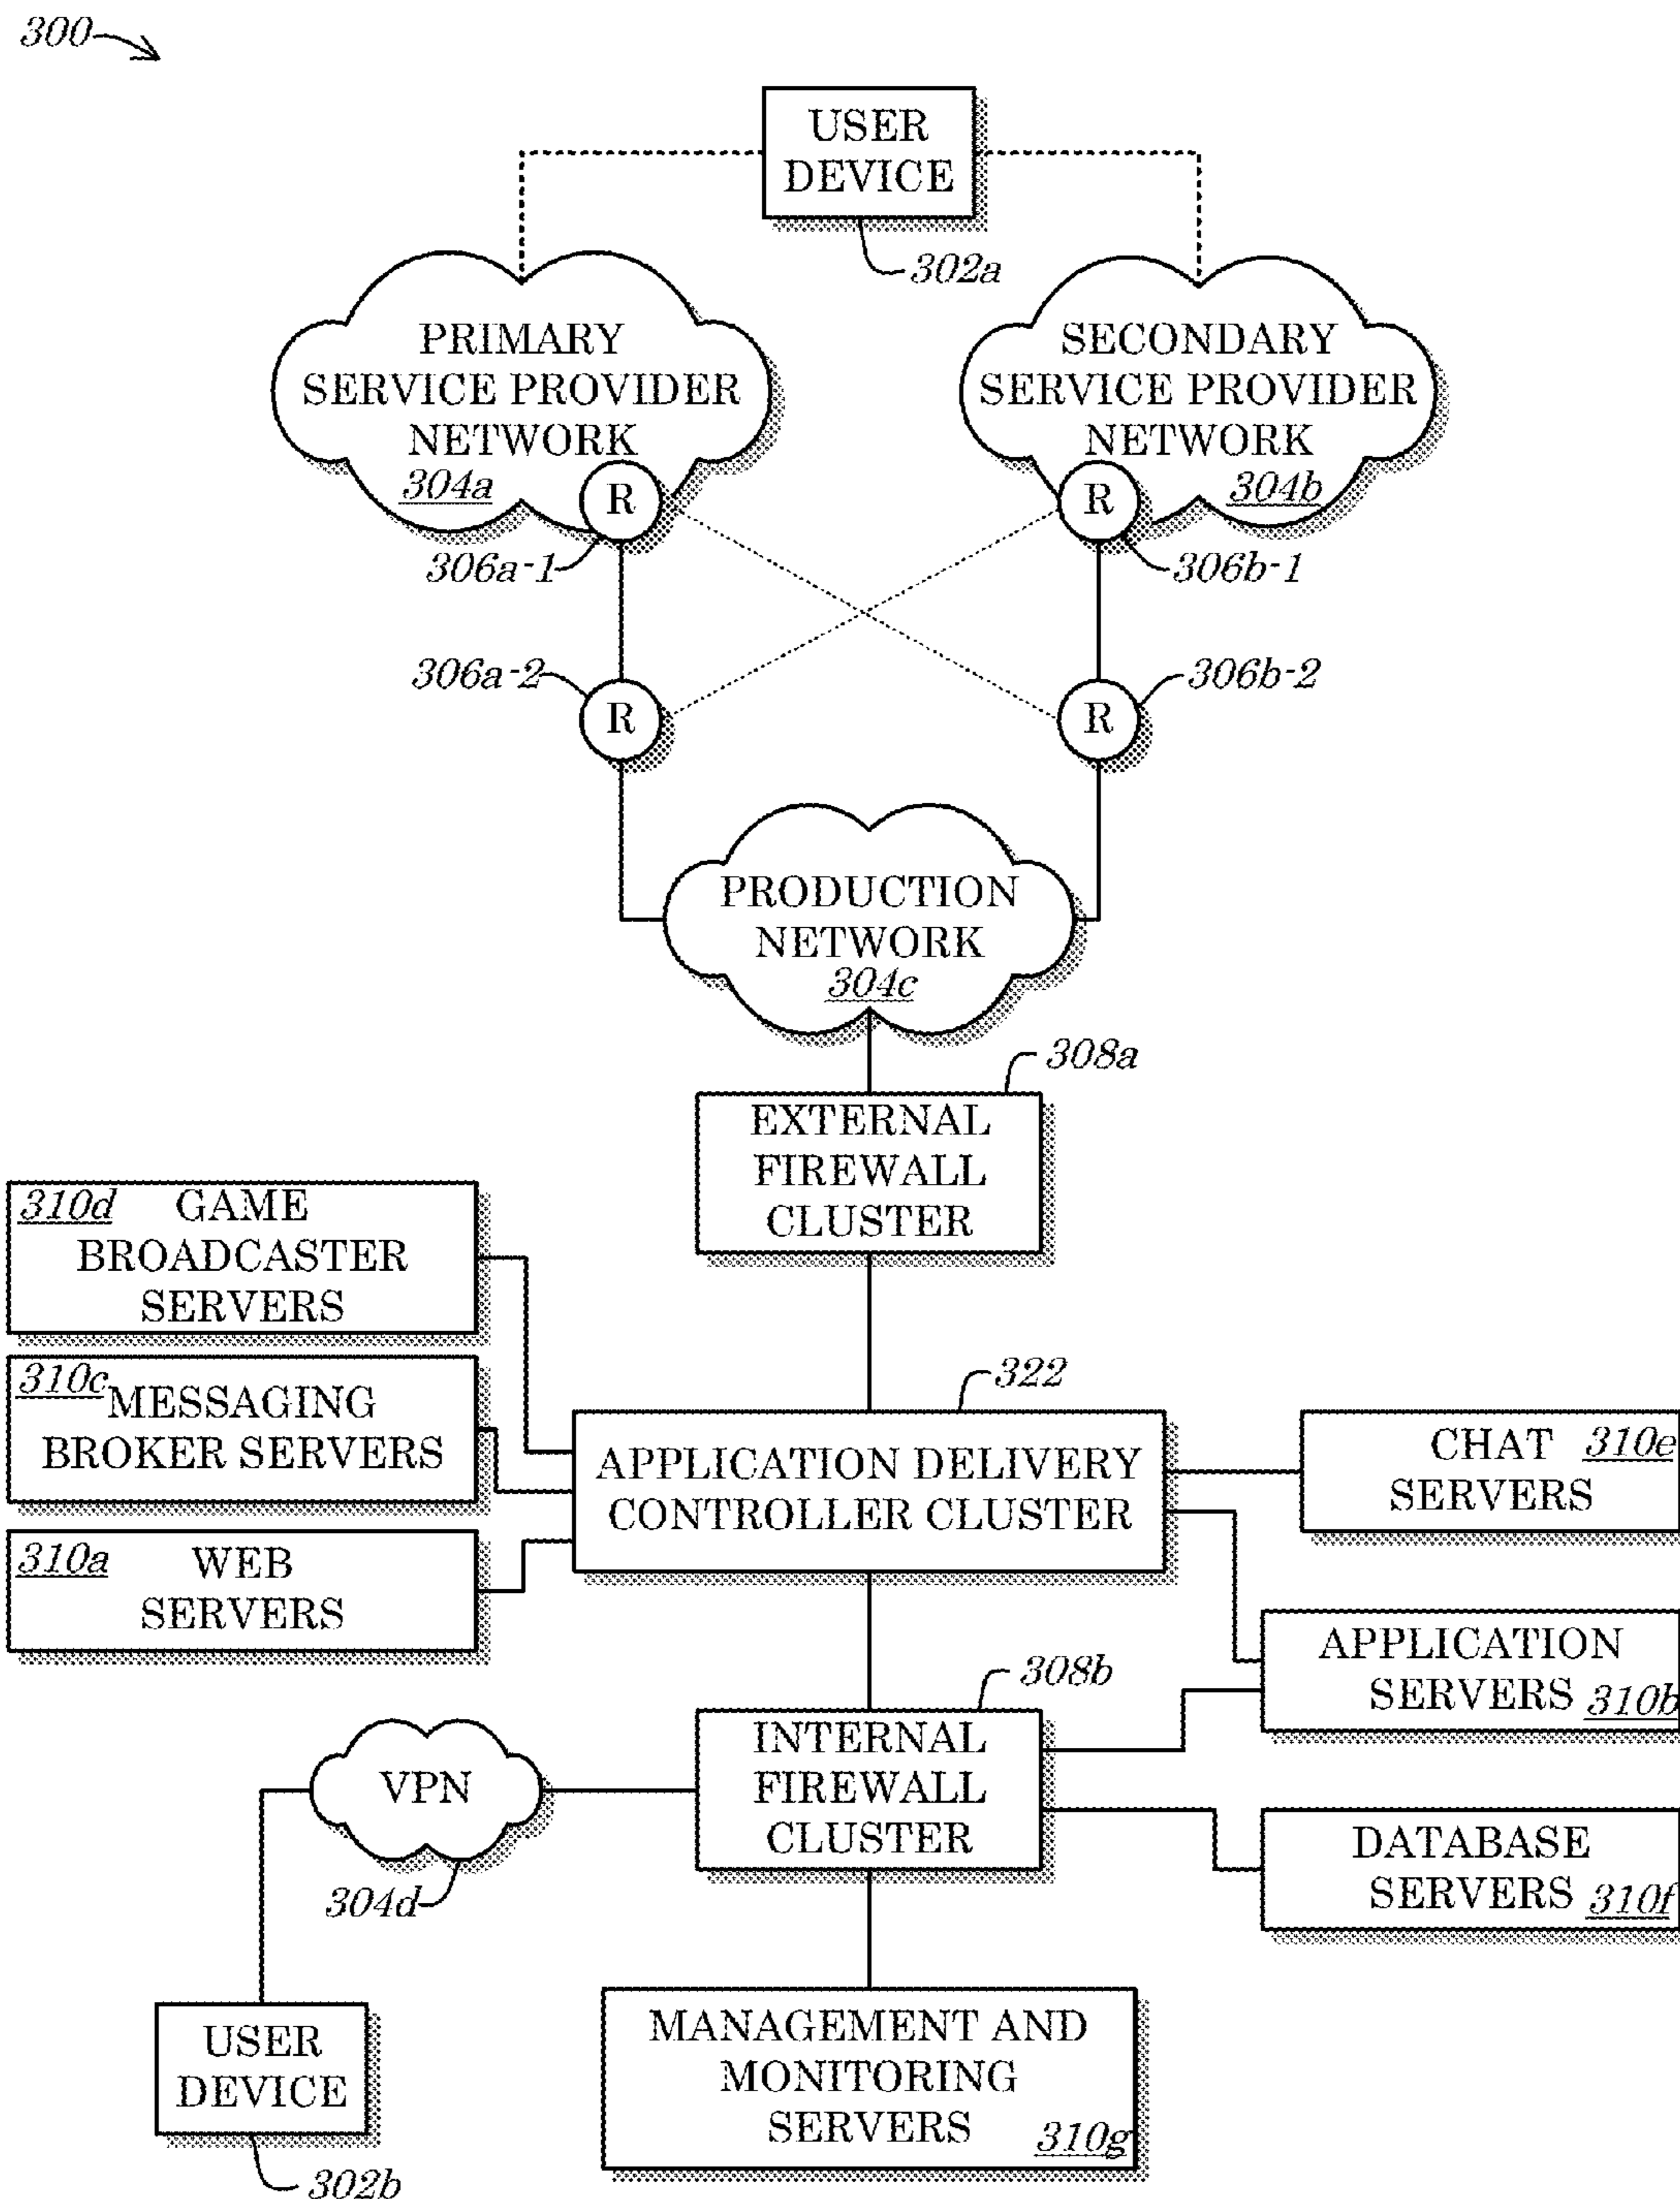 300
USER
DEVICE
302a
PRIMARY
SERVICE PROVIDER
NETWORK
304a
SECONDARY
SERVICE PROVIDER
NETWORK
304b
R
R
306a-1
306b-1
306a-2
306b-2
R
R
PRODUCTION
NETWORK
304c
308a
EXTERNAL
FIREWALL
CLUSTER
310d GAME
BROADCASTER
SERVERS
310c MESSAGING
BROKER SERVERS
310a WEB
SERVERS
322
APPLICATION DELIVERY
CONTROLLER CLUSTER
CHAT 310e
SERVERS
APPLICATION
SERVERS 310b
308b
INTERNAL
FIREWALL
CLUSTER
VPN
304d
DATABASE
SERVERS 310f
USER
DEVICE
302b
MANAGEMENT AND
MONITORING
SERVERS
310g